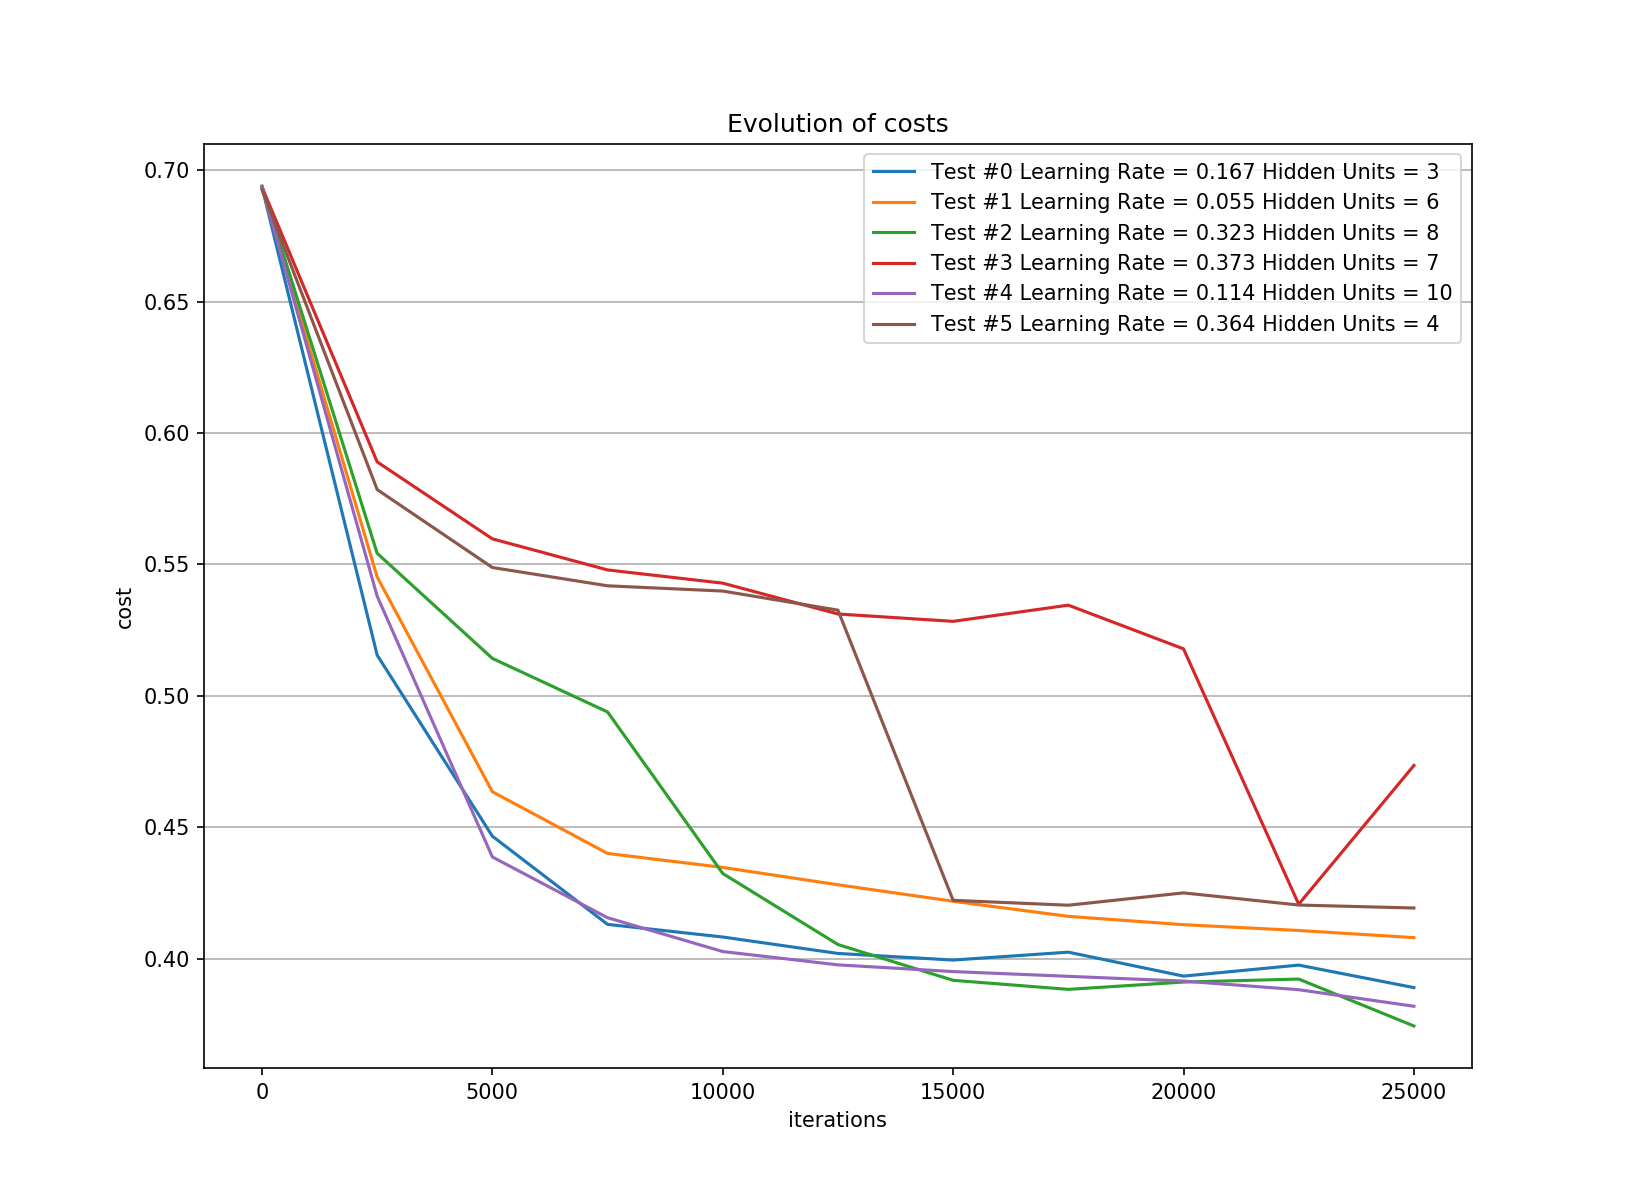 Evolution of costs
0.70
0.65
0.60
0.55
0.50
0.45
0.40
cost
Test #0 Learning Rate = 0.167 Hidden Units = 3
Test #1 Learning Rate = 0.055 Hidden Units = 6
Test #2 Learning Rate = 0.323 Hidden Units = 8
Test #3 Learning Rate = 0.373 Hidden Units = 7
Test #4 Learning Rate = 0.114 Hidden Units = 10
Test #5 Learning Rate = 0.364 Hidden Units = 4
0 5000 10000 15000 20000 25000
iterations